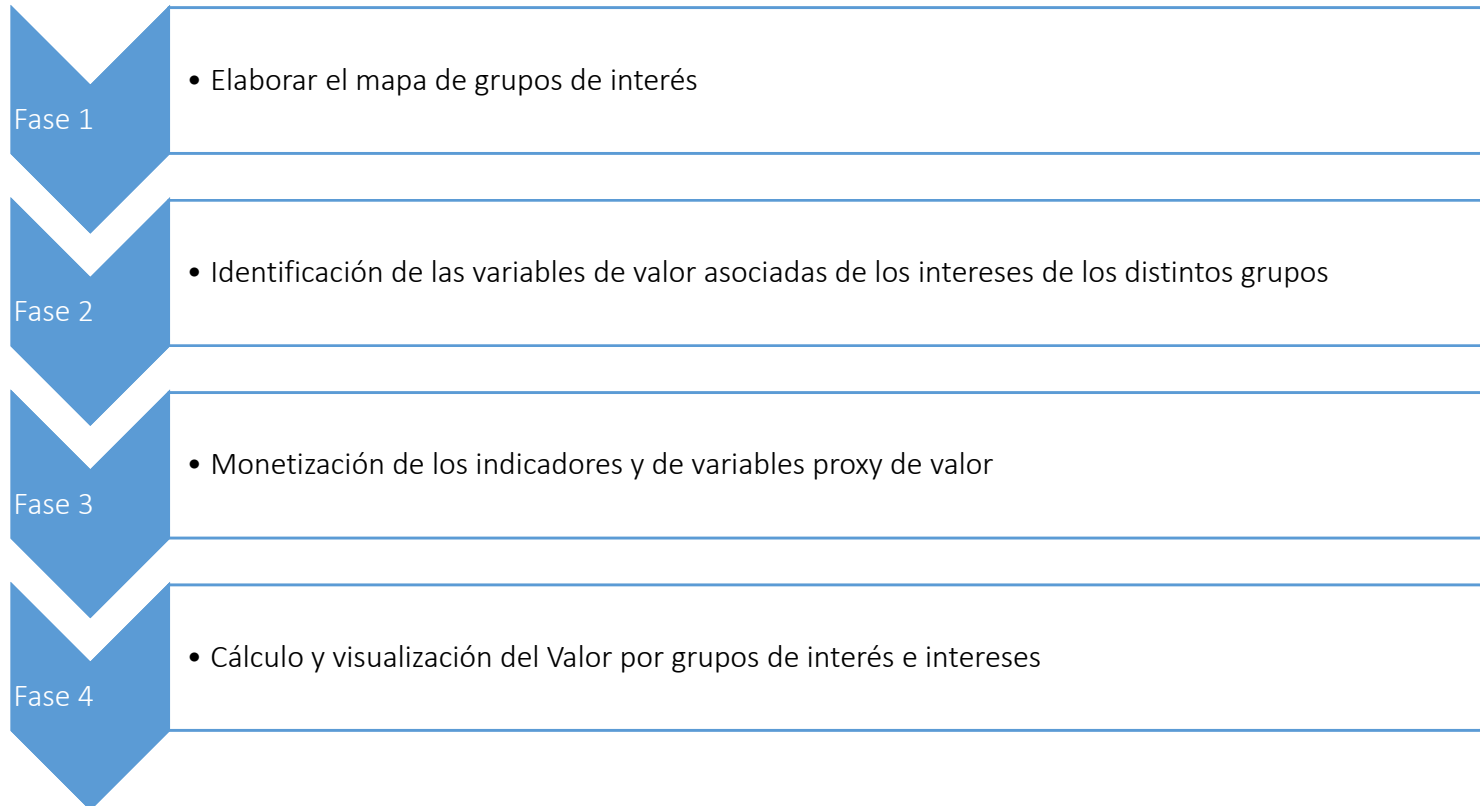 Fase 1
• Elaborar el mapa de grupos de interés
Fase 2
• Identificación de las variables de valor asociadas de los intereses de los distintos grupos
Fase 3
• Monetización de los indicadores y de variables proxy de valor
Fase 4
• Cálculo y visualización del Valor por grupos de interés e intereses